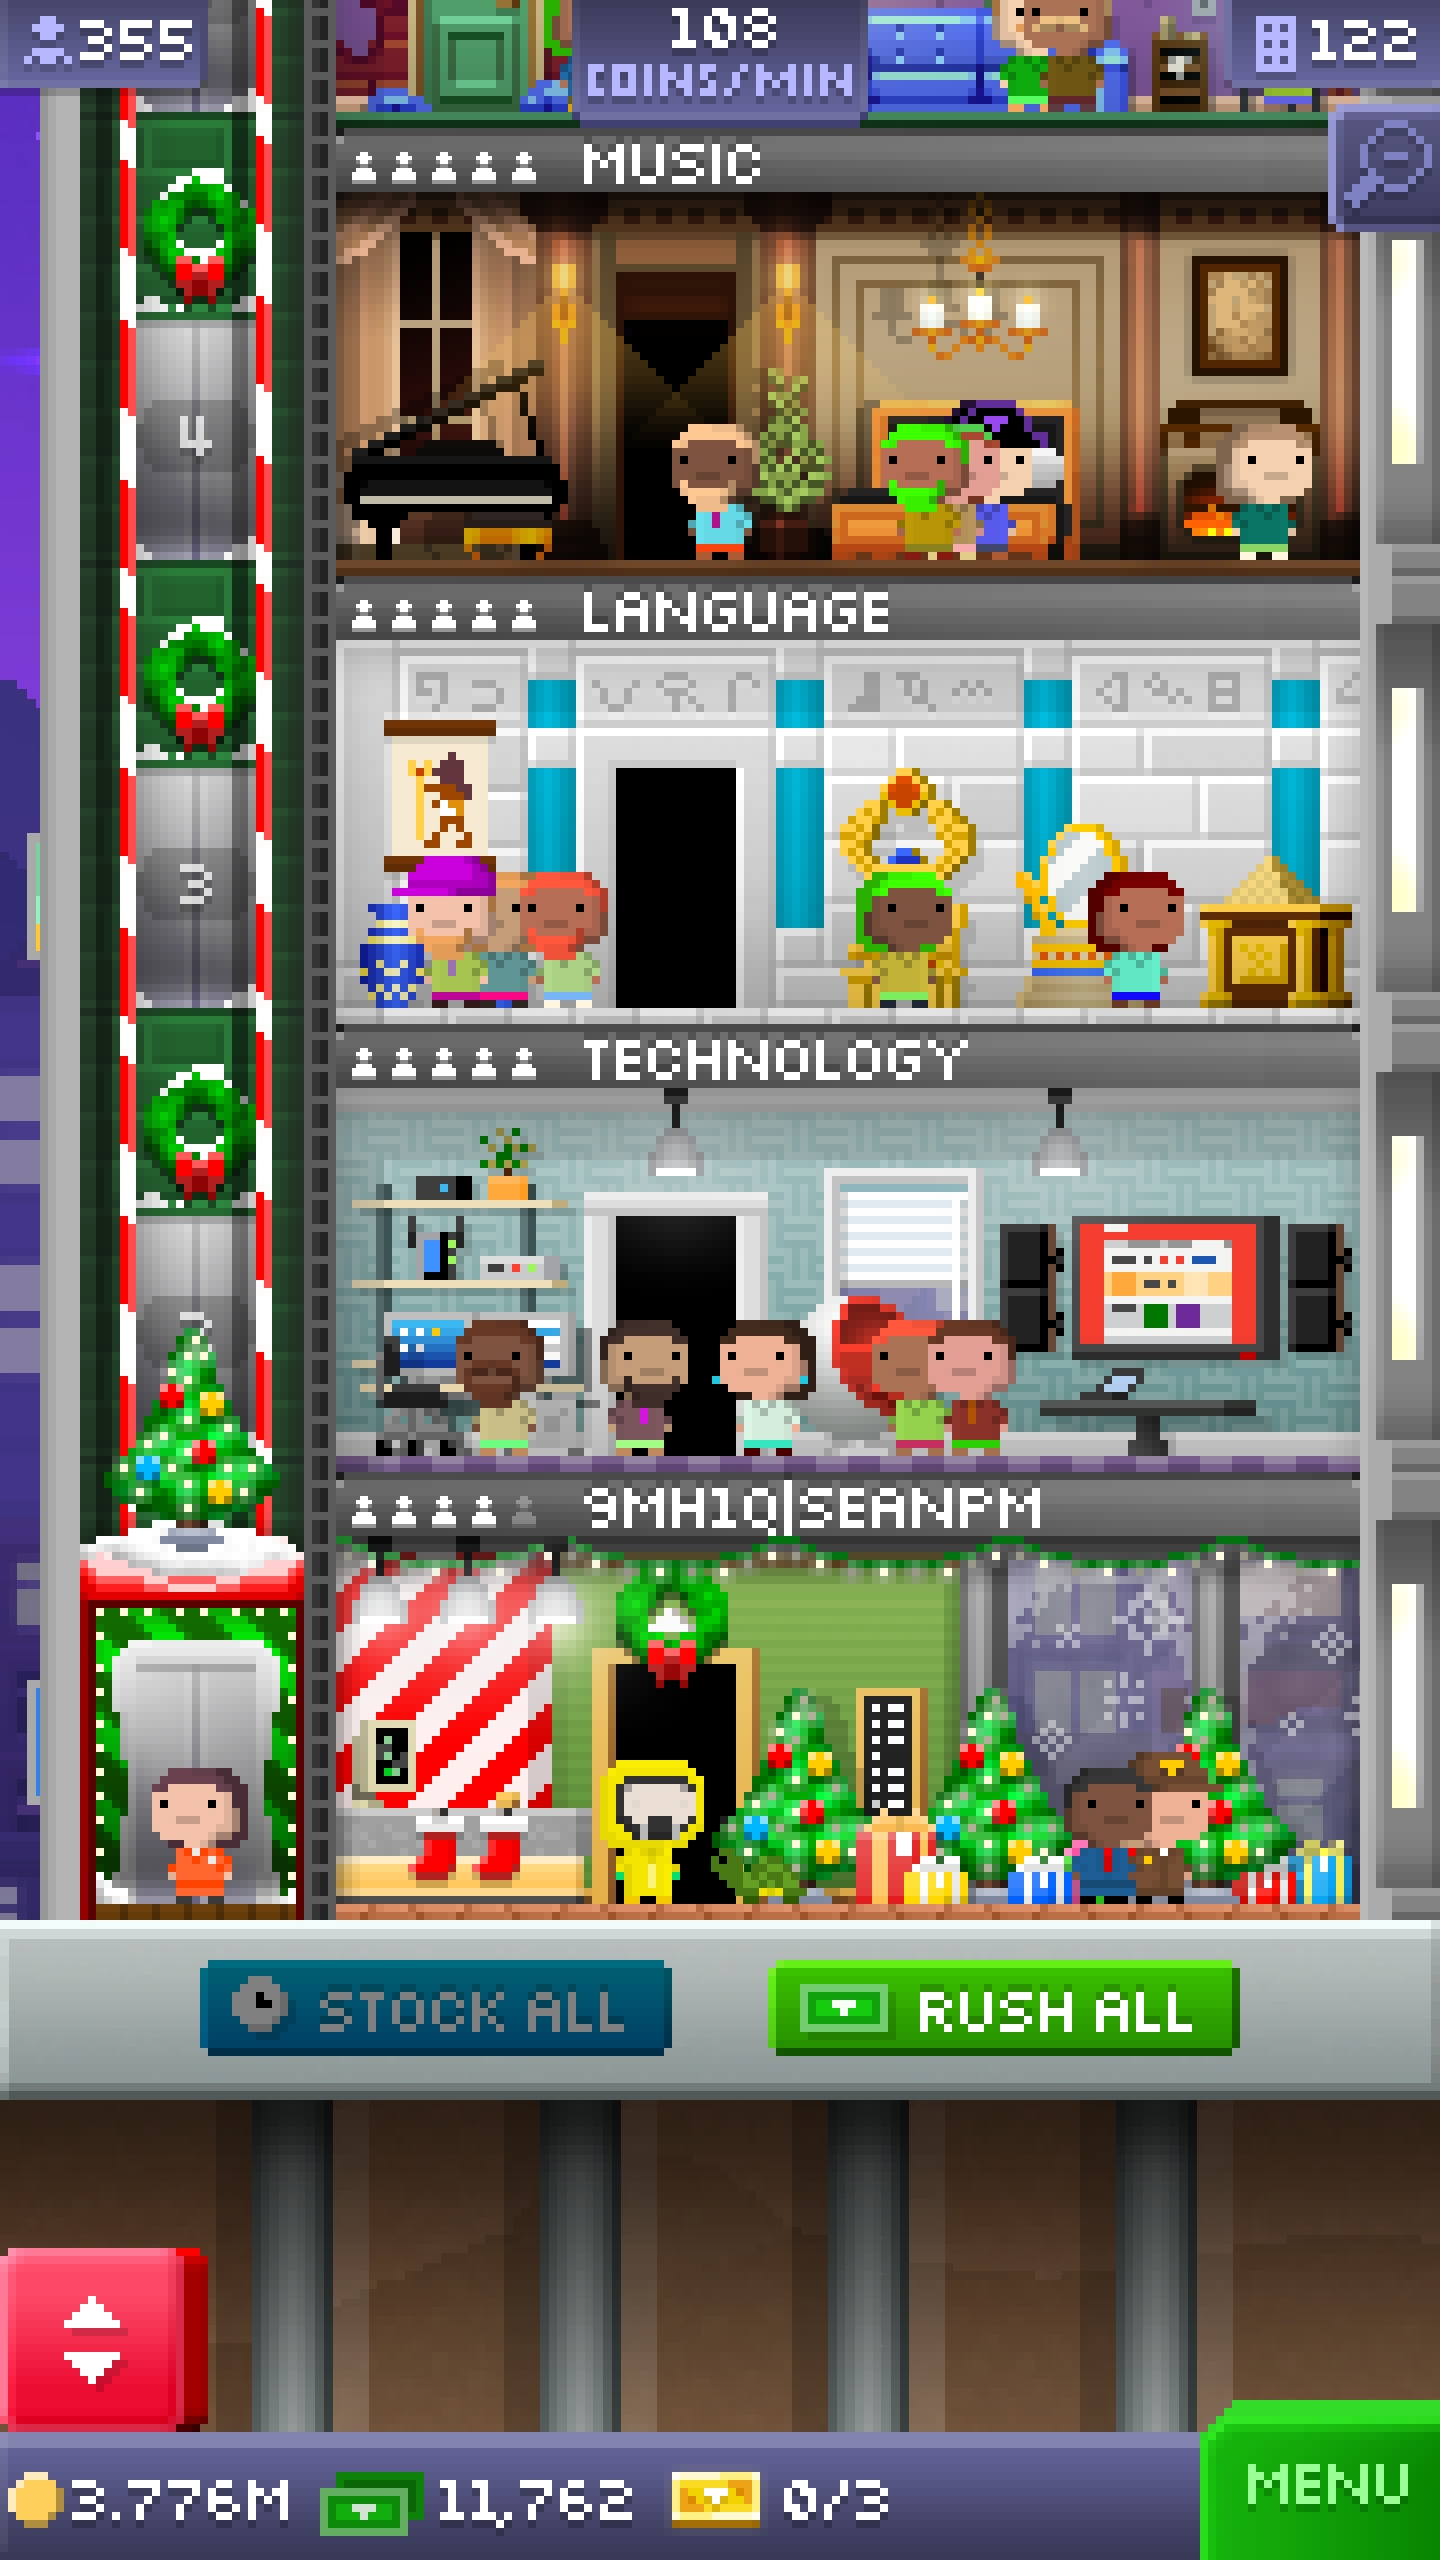 355
108
COINS/MIN
122
MUSIC
4
LANGUAGE
3
TECHNOLOGY
2
9MH1Q|SEANPM
STOCK ALL
RUSH ALL
3.776M
11,762
0/3
MENU